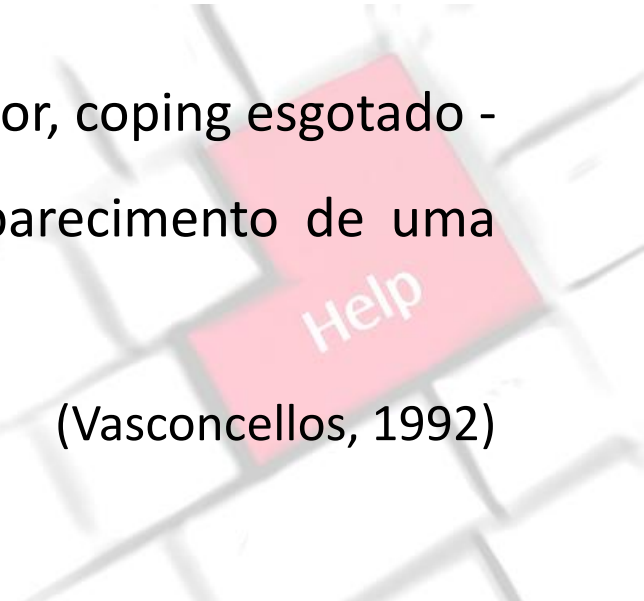 or, coping esgotado -
parecimento de uma
Help
(Vasconcellos, 1992)